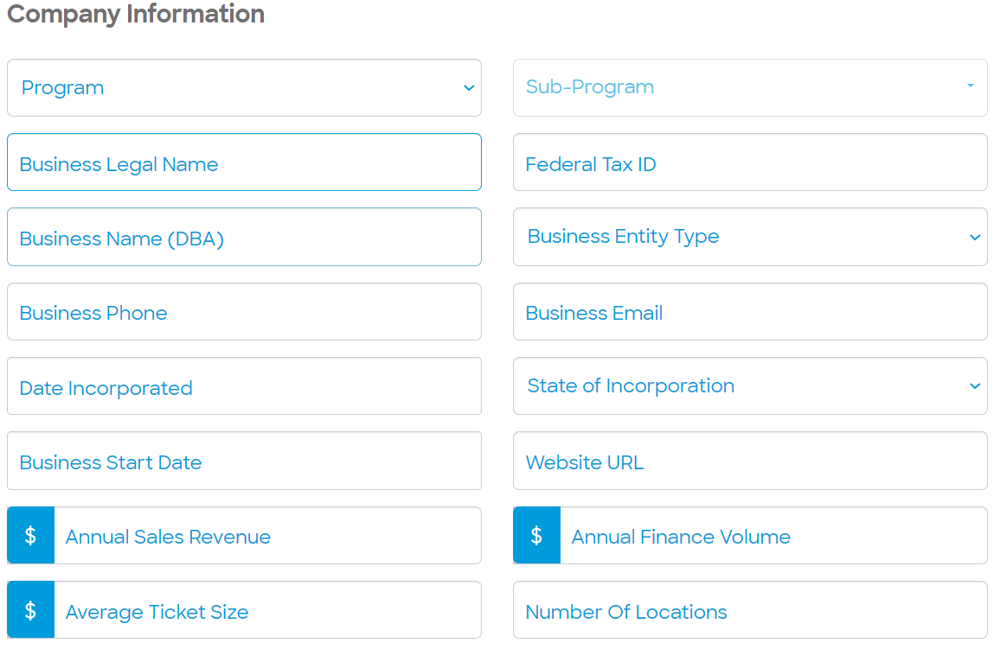 Company Information
Program
Sub-Program
Business Legal Name
Federal Tax ID
Business Name (DBA)
Business Entity Type
Business Phone
Business Email
Date Incorporated
State of Incorporation
Business Start Date
Website URL
$ Annual Sales Revenue
$ Annual Finance Volume
$ Average Ticket Size
Number Of Locations